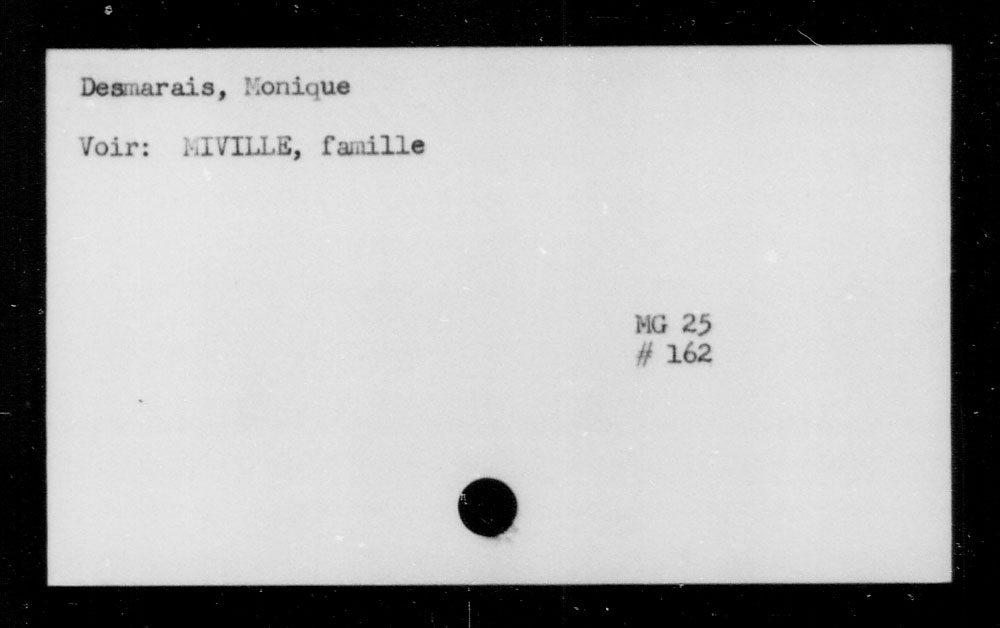 Desmarais, Monique
Voir: MIVILLE, famille
MG 25
# 162